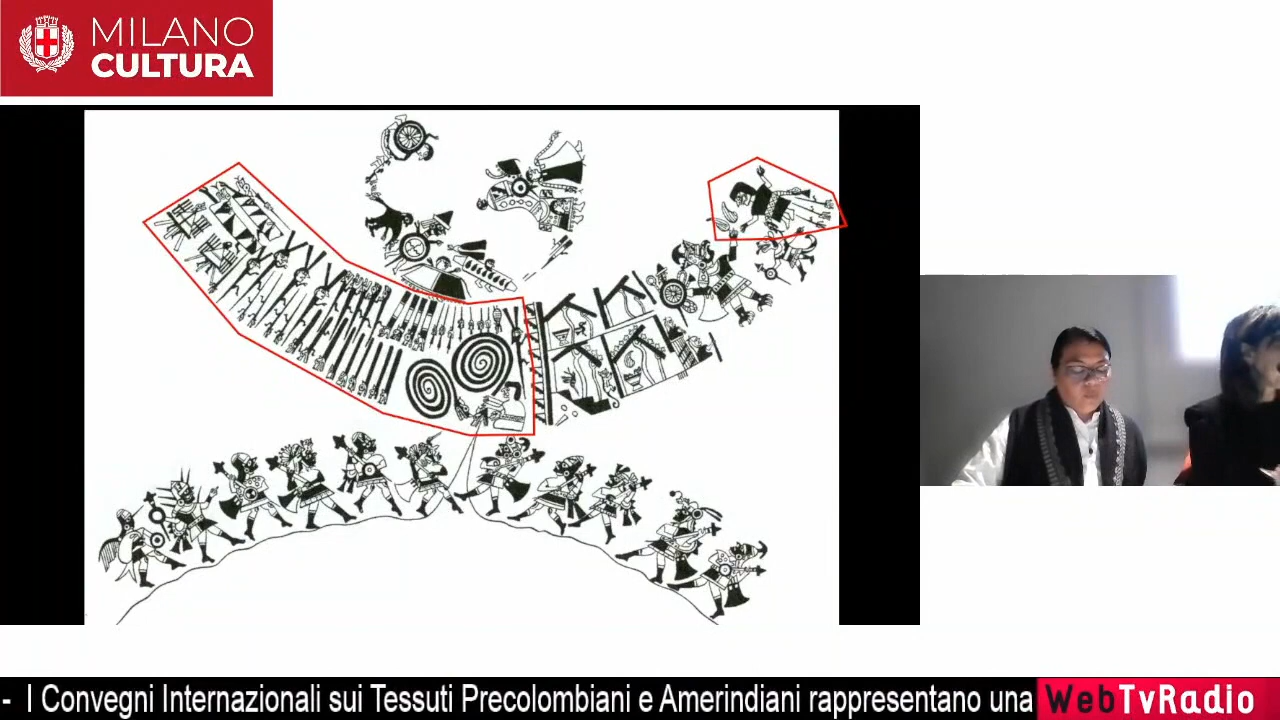 MILANO
CULTURA
- I Convegni Internazionali sui Tessuti Precolombiani e Amerindiani rappresentano una
WebTvRadio